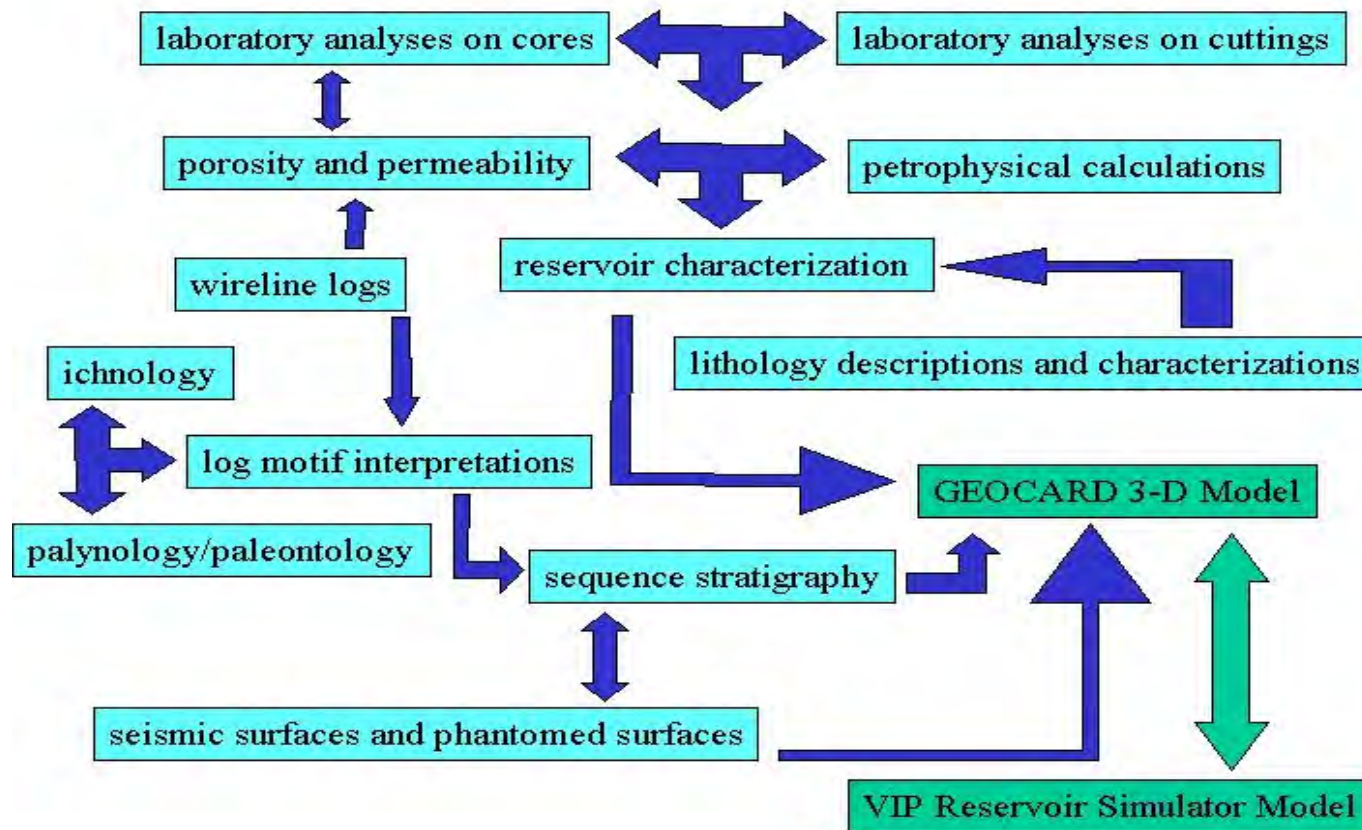 laboratory analyses on cores
laboratory analyses on cuttings
porosity and permeability
petrophysical calculations
reservoir characterization
wireline logs
lithology descriptions and characterizations
ichnology
log motif interpretations
GEOCARD 3-D Model
palynology/paleontology
sequence stratigraphy
seismic surfaces and phantomed surfaces
VIP Reservoir Simulator Model